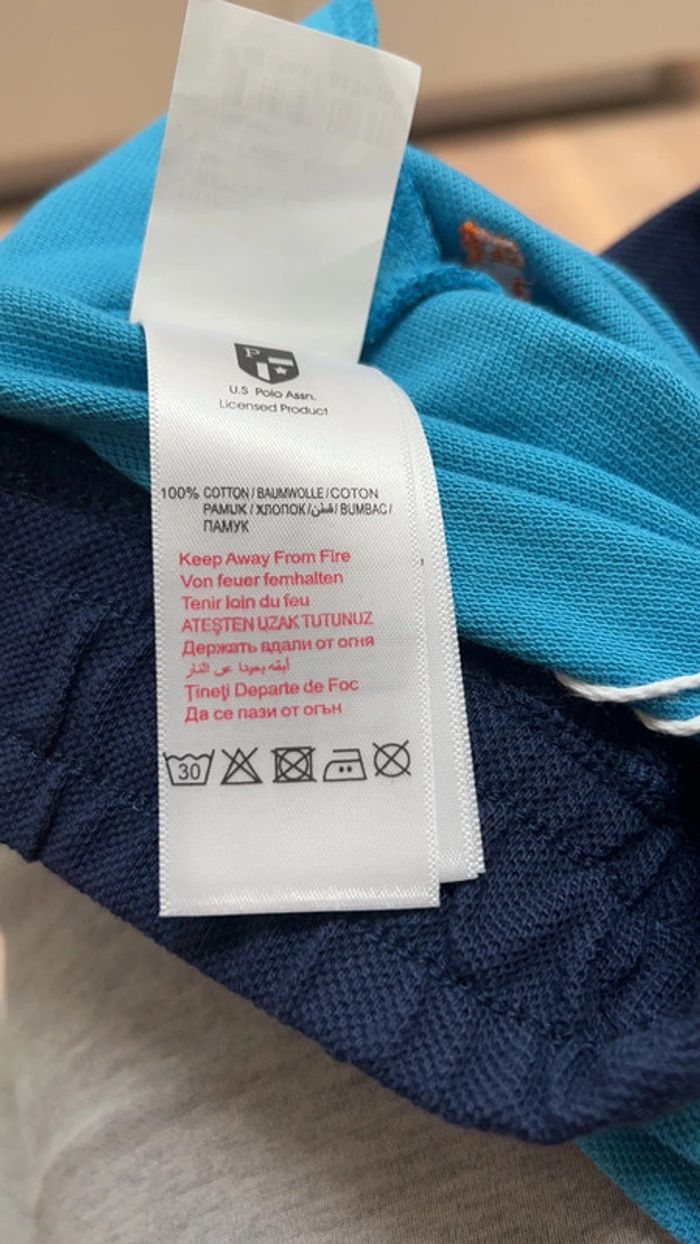 P
U.S Polo Assn.
Licensed Product
100% COTTON / BAUMWOLLE / COTON
PAMUK / ХЛОПОК / قطن / BUMBAC /
ПАМУК
Keep Away From Fire
Von feuer fernhalten
Tenir loin du feu
ATEŞTEN UZAK TUTUNUZ
Держать вдали от огня
أبقه بعيدا عن النار
Ţineţi Departe de Foc
Да се пази от огън
30